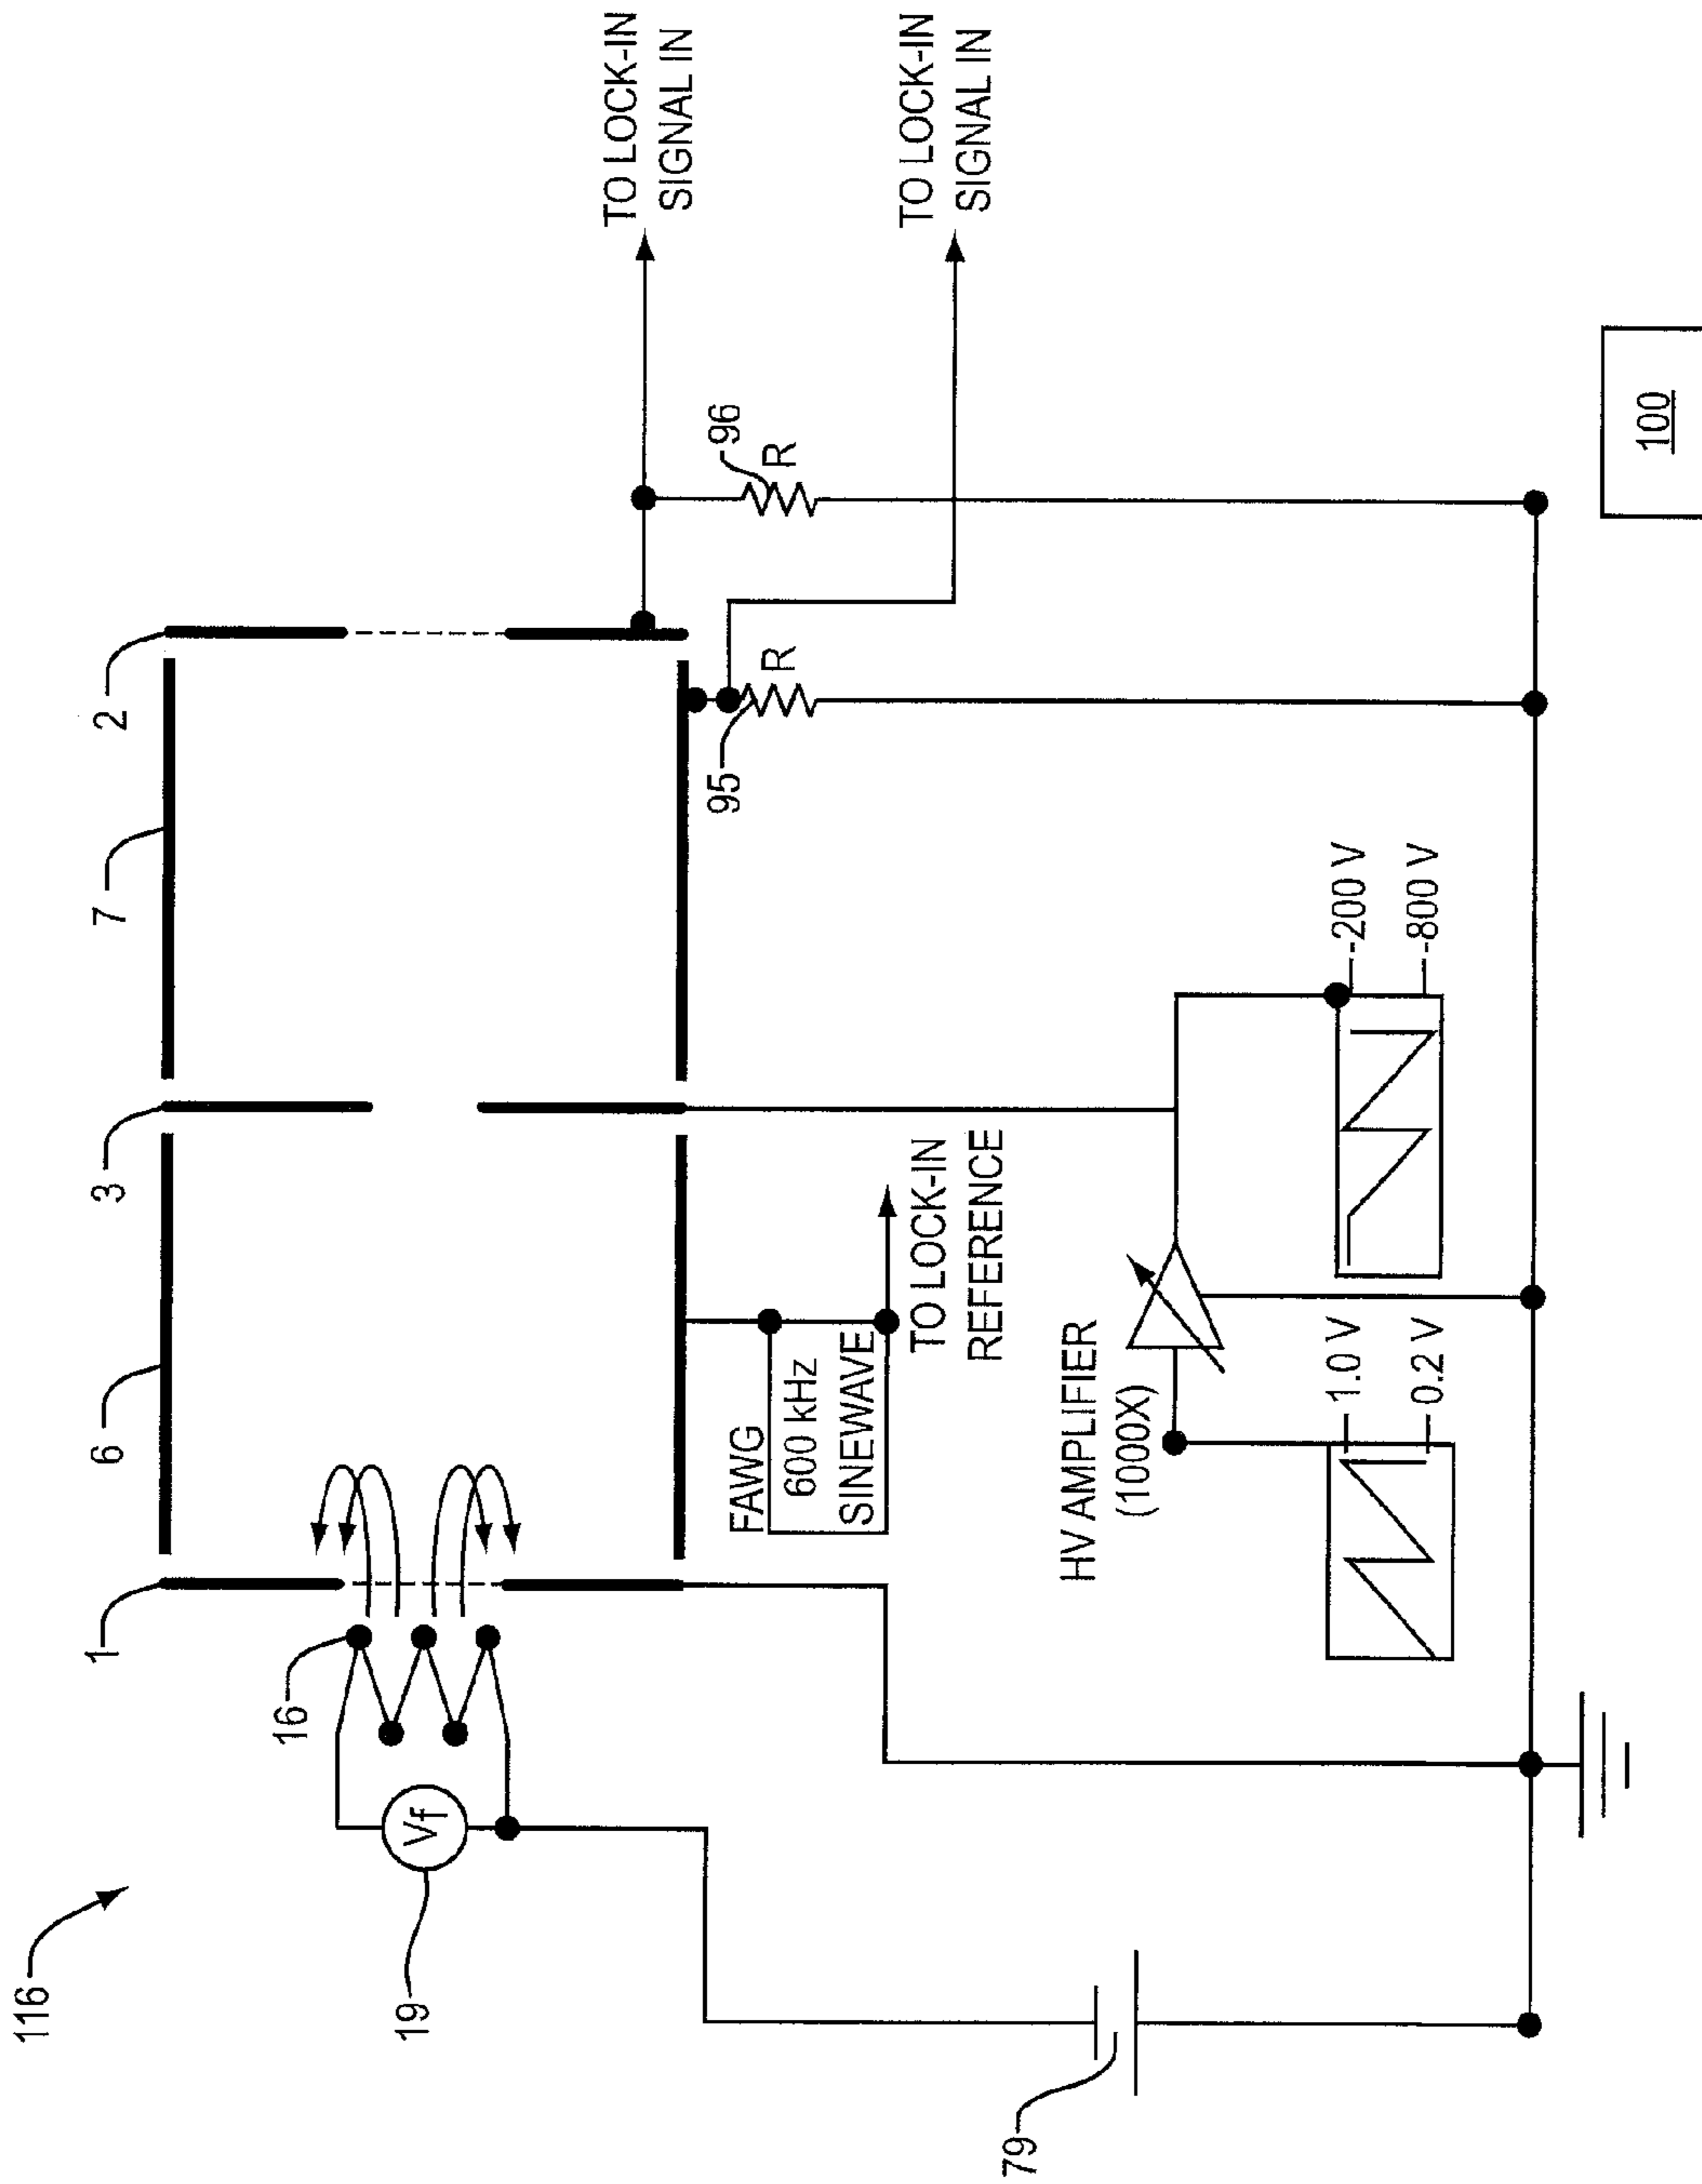 116
1
6
3
7
2
16
19
Vf
TO LOCK-IN
SIGNAL IN
95
R
96
R
FAWG
600 kHz
SINEWAVE
TO LOCK-IN
REFERENCE
TO LOCK-IN
SIGNAL IN
79
HV AMPLIFIER
(1000X)
1.0 V
0.2 V
-200 V
-800 V
100